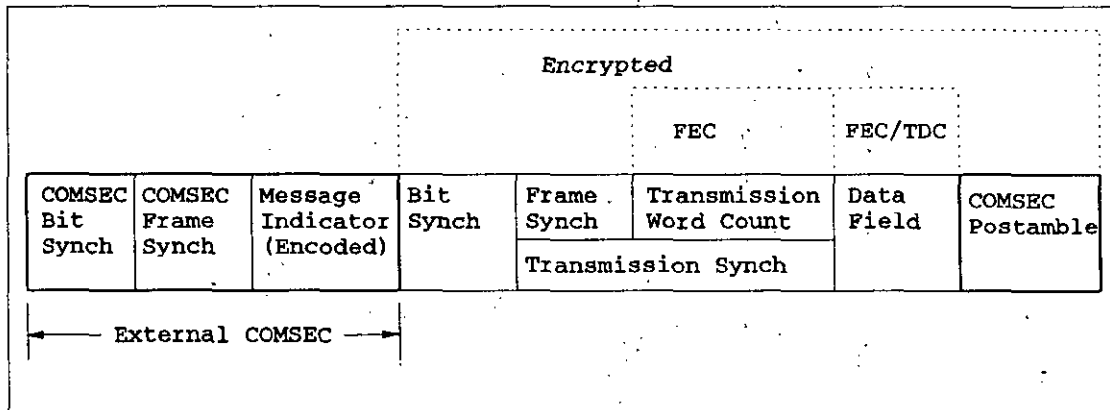 Encrypted
FEC
FEC/TDC
COMSEC
Bit
Synch
COMSEC
Frame
Synch
Message
Indicator
(Encoded)
Bit
Synch
Frame
Synch
Transmission
Word Count
Transmission Synch
Data
Field
COMSEC
Postamble
External COMSEC